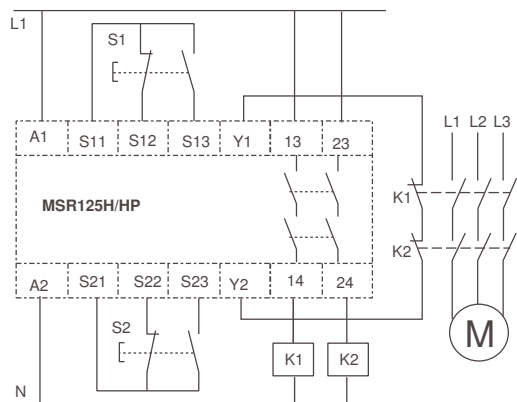 L1
S1
A1 S11 S12 S13 Y1 13 23
L1 L2 L3
MSR125H/HP
K1
K2
A2 S21 S22 S23 Y2 14 24
S2
K1 K2
M
N